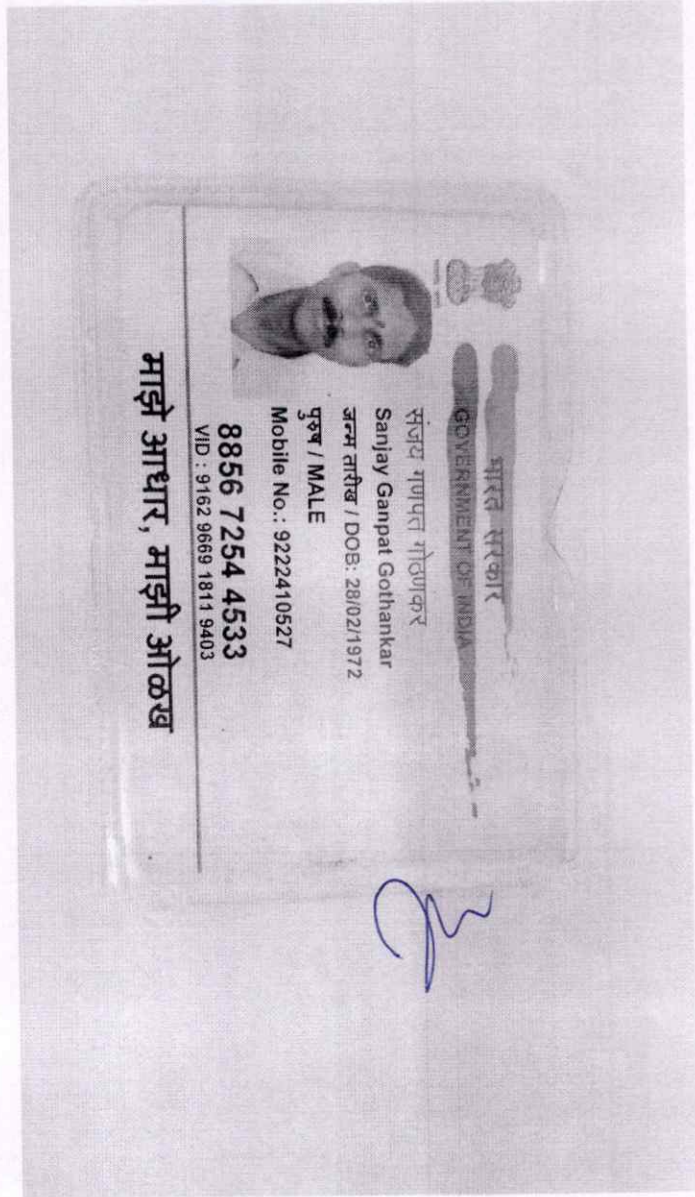 भारत सरकार
GOVERNMENT OF INDIA
संजय गणपत गोठणकर
Sanjay Ganpat Gothankar
जन्म तारीख / DOB: 28/02/1972
पुरुष / MALE
Mobile No.: 9222410527
8856 7254 4533
VID : 9162 9669 1811 9403
माझे आधार, माझी ओळख